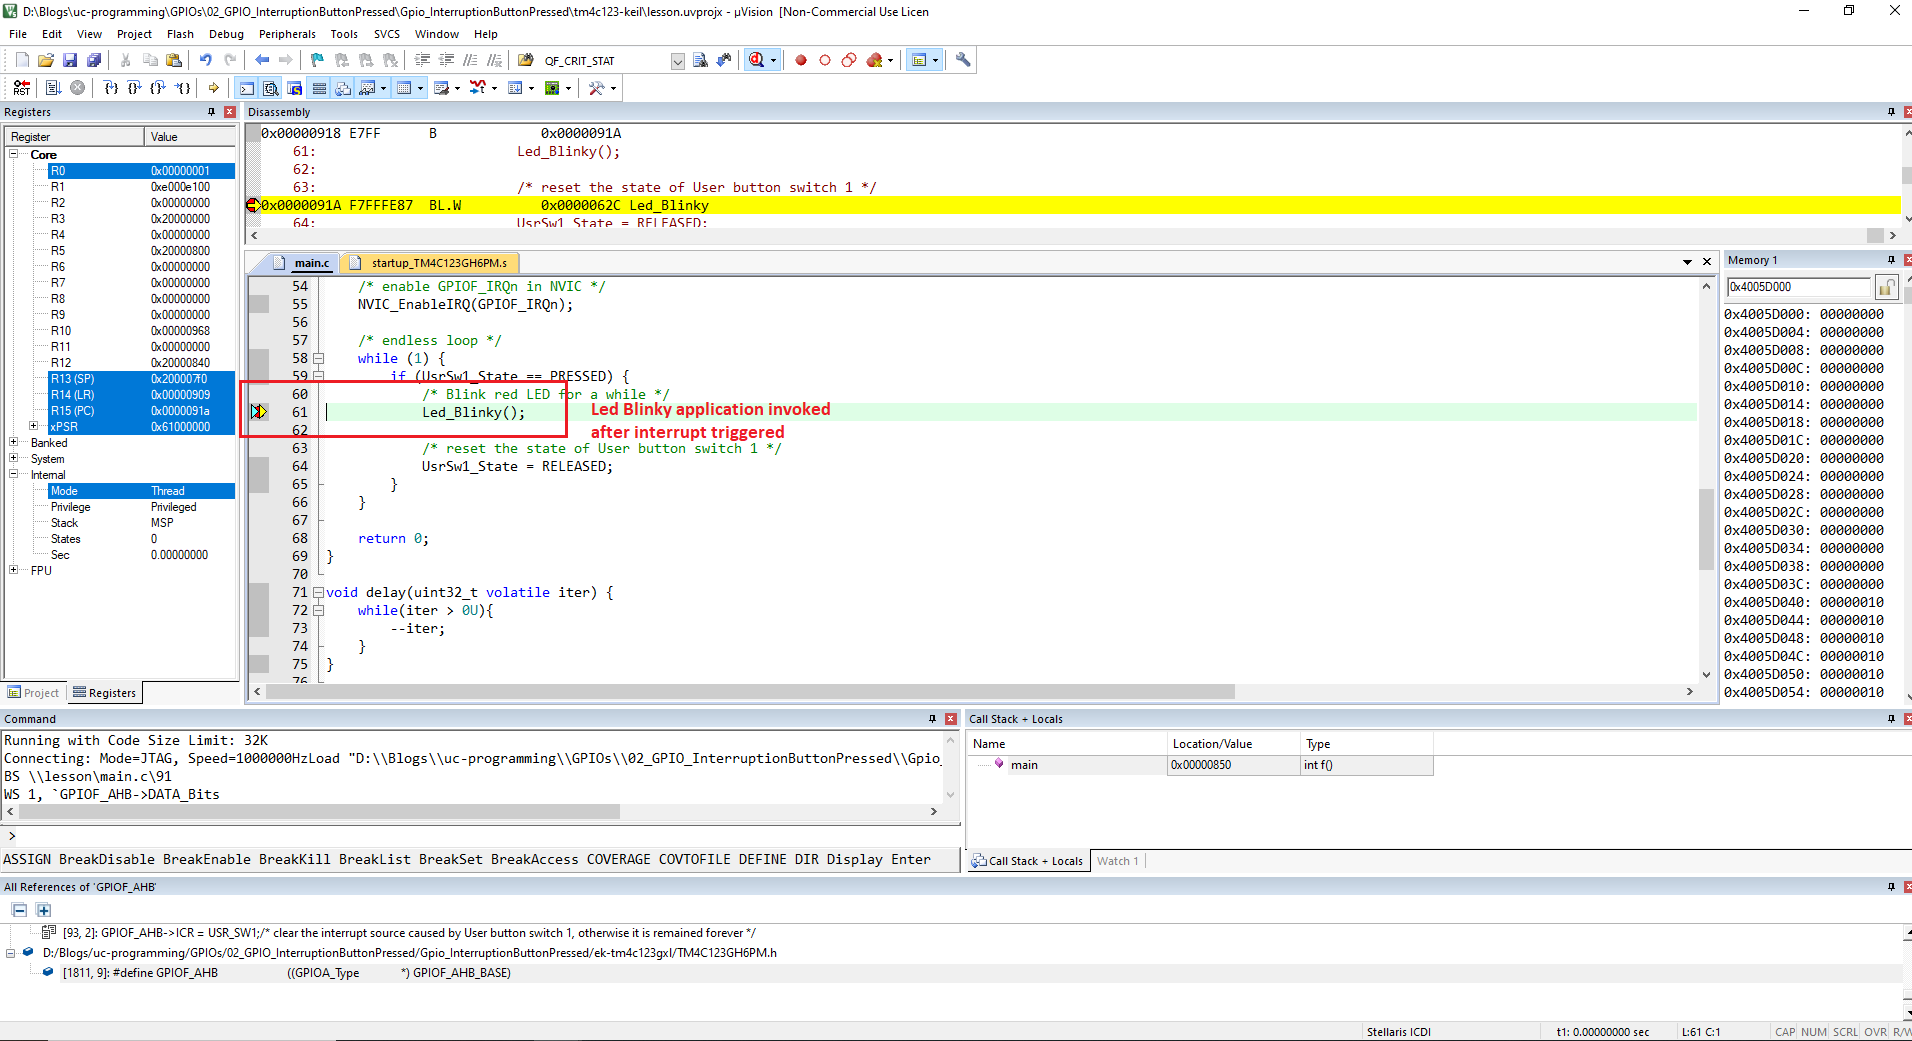 D:\Blogs\uc-programming\GPIOs\02_GPIO_InterruptionButtonPressed\Gpio_InterruptionButtonPressed\tm4c123-keil\lesson.uvprojx - µVision  [Non-Commercial Use Licen
File Edit View Project Flash Debug Peripherals Tools SVCS Window Help
QF_CRIT_STAT
RST
Registers
Register Value
Core
R0 0x00000001
R1 0xe000e100
R2 0x00000000
R3 0x20000000
R4 0x00000000
R5 0x20000800
R6 0x00000000
R7 0x00000000
R8 0x00000000
R9 0x00000000
R10 0x00000968
R11 0x00000000
R12 0x20000840
R13 (SP) 0x200007f0
R14 (LR) 0x00000909
R15 (PC) 0x0000091a
xPSR 0x61000000
Banked
System
Internal
Mode Thread
Privilege Privileged
Stack MSP
States 0
Sec 0.00000000
FPU
Project Registers
Disassembly
0x00000918 E7FF B 0x0000091A
61: Led_Blinky();
62:
63: /* reset the state of User button switch 1 */
0x0000091A F7FFFE87 BL.W 0x0000062C Led_Blinky
64: UsrSw1_State = RELEASED;
main.c startup_TM4C123GH6PM.s
54 /* enable GPIOF_IRQn in NVIC */
55 NVIC_EnableIRQ(GPIOF_IRQn);
56
57 /* endless loop */
58 while (1) {
59 if (UsrSw1_State == PRESSED) {
60 /* Blink red LED for a while */
61 Led_Blinky();
62
63 /* reset the state of User button switch 1 */
64 UsrSw1_State = RELEASED;
65 }
66 }
67
68 return 0;
69 }
70
71 void delay(uint32_t volatile iter) {
72 while(iter > 0U){
73 --iter;
74 }
75 }
76
Led Blinky application invoked
after interrupt triggered
Memory 1
0x4005D000
0x4005D000: 00000000
0x4005D004: 00000000
0x4005D008: 00000000
0x4005D00C: 00000000
0x4005D010: 00000000
0x4005D014: 00000000
0x4005D018: 00000000
0x4005D01C: 00000000
0x4005D020: 00000000
0x4005D024: 00000000
0x4005D028: 00000000
0x4005D02C: 00000000
0x4005D030: 00000000
0x4005D034: 00000000
0x4005D038: 00000000
0x4005D03C: 00000000
0x4005D040: 00000010
0x4005D044: 00000010
0x4005D048: 00000010
0x4005D04C: 00000010
0x4005D050: 00000010
0x4005D054: 00000010
Command
Running with Code Size Limit: 32K
Connecting: Mode=JTAG, Speed=1000000HzLoad "D:\\Blogs\\uc-programming\\GPIOs\\02_GPIO_InterruptionButtonPressed\\Gpio_
BS \\lesson\main.c\91
WS 1, `GPIOF_AHB->DATA_Bits
>
ASSIGN BreakDisable BreakEnable BreakKill BreakList BreakSet BreakAccess COVERAGE COVTOFILE DEFINE DIR Display Enter
Call Stack + Locals
Name Location/Value Type
main 0x00000850 int f()
Call Stack + Locals Watch 1
All References of 'GPIOF_AHB'
[93, 2]: GPIOF_AHB->ICR = USR_SW1;/* clear the interrupt source caused by User button switch 1, otherwise it is remained forever */
D:/Blogs/uc-programming/GPIOs/02_GPIO_InterruptionButtonPressed/Gpio_InterruptionButtonPressed/ek-tm4c123gxl/TM4C123GH6PM.h
[1811, 9]: #define GPIOF_AHB ((GPIOA_Type *) GPIOF_AHB_BASE)
Stellaris ICDI t1: 0.00000000 sec L:61 C:1 CAP NUM SCRL OVR R/W